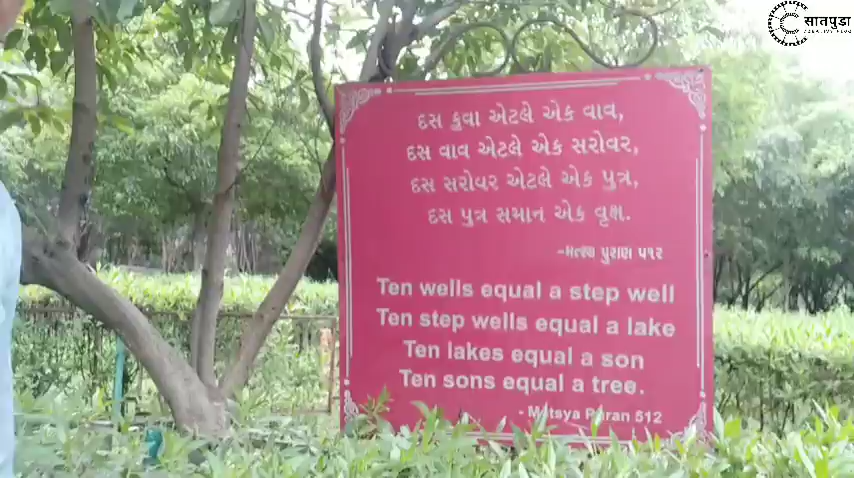 સાતપુડા
દસ કુવા એટલે એક વાવ,
દસ વાવ એટલે એક સરોવર,
દસ સરોવર એટલે એક પુત્ર,
દસ પુત્ર સમાન એક વૃક્ષ.
-મત્સ્ય પુરાણ ૫૧૨
Ten wells equal a step well
Ten step wells equal a lake
Ten lakes equal a son
Ten sons equal a tree.
- Matsya Puran 512